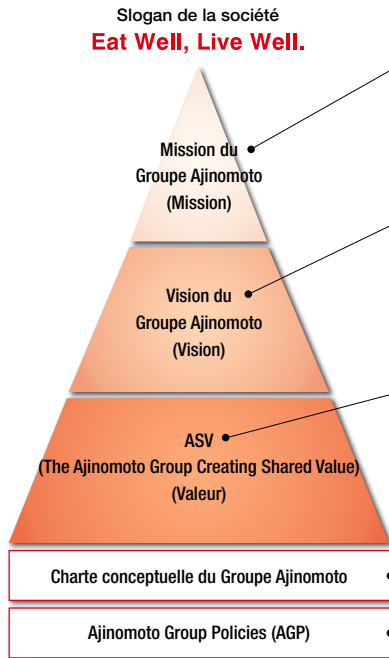 Slogan de la société
Eat Well, Live Well.
Mission du
Groupe Ajinomoto
(Mission)
Vision du
Groupe Ajinomoto
(Vision)
ASV
(The Ajinomoto Group Creating Shared Value)
(Valeur)
Charte conceptuelle du Groupe Ajinomoto
Ajinomoto Group Policies (AGP)